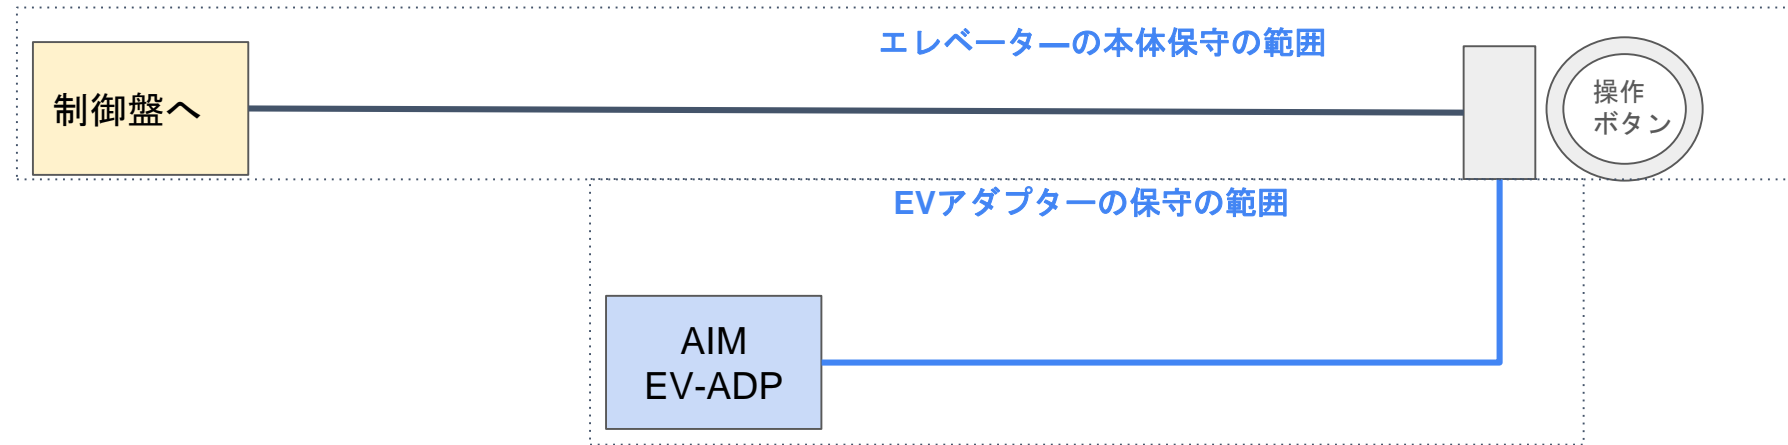 エレベーターの本体保守の範囲
制御盤へ
操作
ボタン
EVアダプターの保守の範囲
AIM
EV-ADP